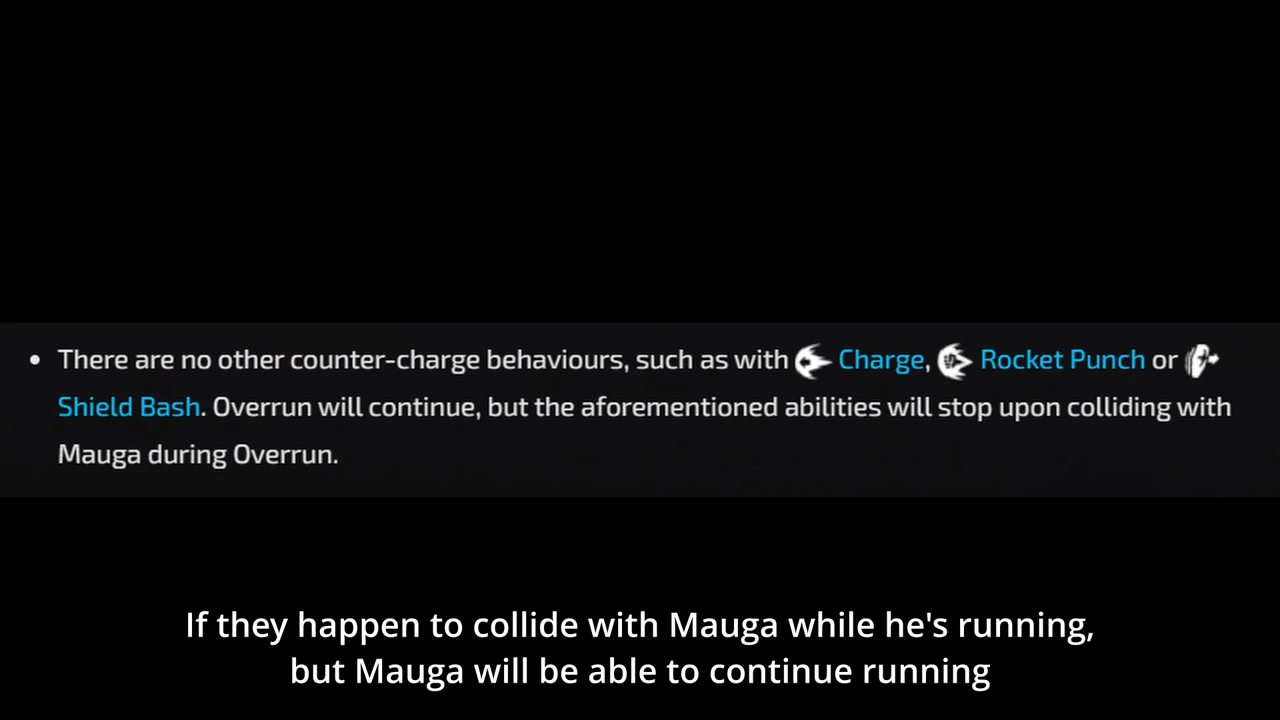 There are no other counter-charge behaviours, such as with Charge, Rocket Punch or
Shield Bash. Overrun will continue, but the aforementioned abilities will stop upon colliding with
Mauga during Overrun.
If they happen to collide with Mauga while he's running,
but Mauga will be able to continue running